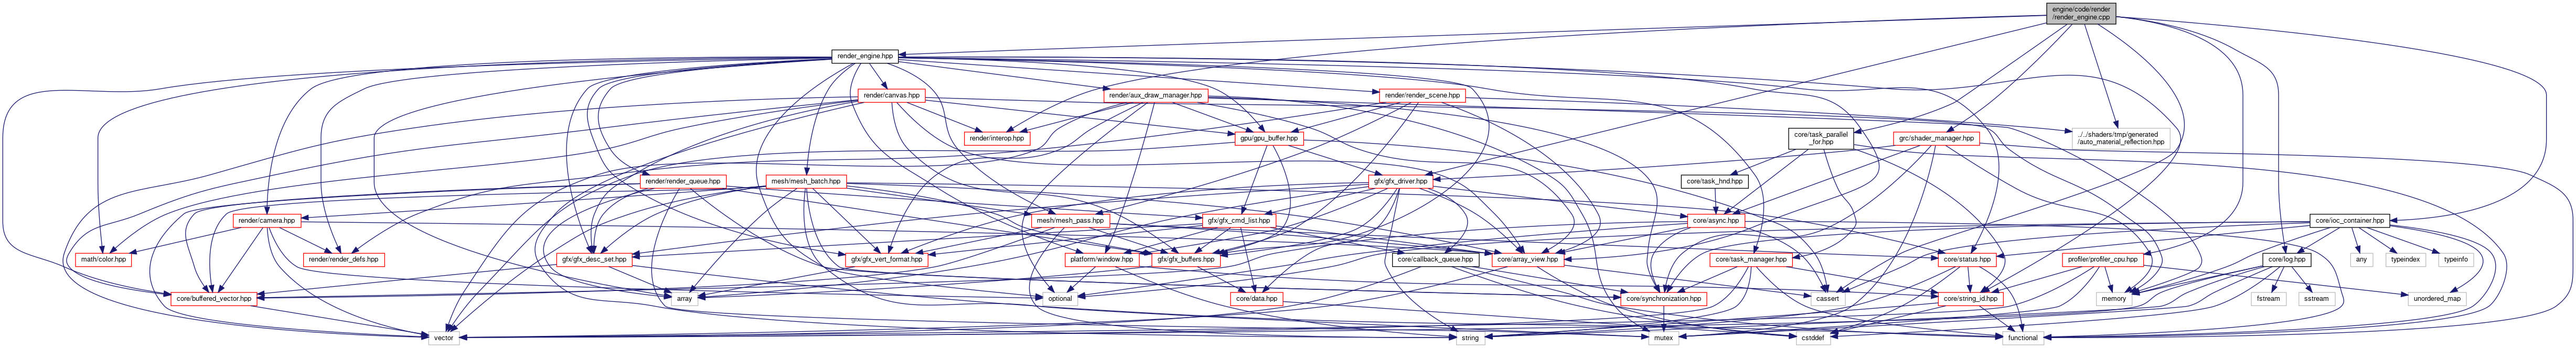 engine/code/render
/render_engine.cpp
render_engine.hpp
render/canvas.hpp
render/aux_draw_manager.hpp
render/render_scene.hpp
render/interop.hpp
gpu/gpu_buffer.hpp
core/task_parallel
_for.hpp
grc/shader_manager.hpp
../../shaders/tmp/generated
/auto_material_reflection.hpp
render/render_queue.hpp
mesh/mesh_batch.hpp
gfx/gfx_driver.hpp
core/task_hnd.hpp
render/camera.hpp
mesh/mesh_pass.hpp
gfx/gfx_cmd_list.hpp
core/async.hpp
core/ioc_container.hpp
math/color.hpp
render/render_defs.hpp
gfx/gfx_desc_set.hpp
gfx/gfx_vert_format.hpp
platform/window.hpp
gfx/gfx_buffers.hpp
core/callback_queue.hpp
core/array_view.hpp
core/task_manager.hpp
core/status.hpp
profiler/profiler_cpu.hpp
core/log.hpp
any
typeindex
typeinfo
core/buffered_vector.hpp
array
optional
core/data.hpp
core/synchronization.hpp
cassert
core/string_id.hpp
memory
fstream
sstream
unordered_map
vector
string
mutex
cstddef
functional